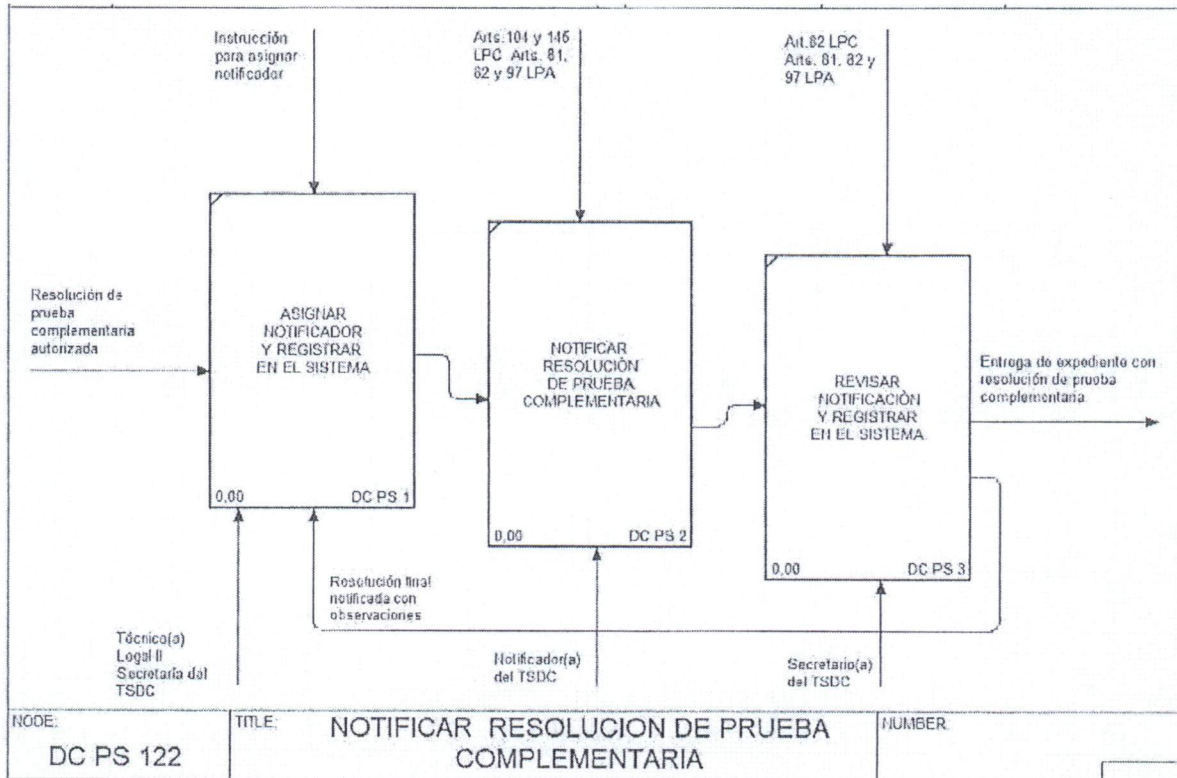 Instrucción
para asignar
notificador
Arts. 104 y 146
LPC Arts. 81,
82 y 97 LPA
Art.82 LPC
Arts. 81, 82 y
97 LPA
Resolución de
prueba
complementaria
autorizada
ASIGNAR
NOTIFICADOR
Y REGISTRAR
EN EL SISTEMA
0,00
DC PS 1
NOTIFICAR
RESOLUCIÓN
DE PRUEBA
COMPLEMENTARIA
0,00
DC PS 2
REVISAR
NOTIFICACIÓN
Y REGISTRAR
EN EL SISTEMA
0,00
DC PS 3
Entrega de expediente con
resolución de prueba
complementaria
Resolución final
notificada con
observaciones
Técnico(a)
Legal II
Secretaría del
TSDC
Notificador(a)
del TSDC
Secretario(a)
del TSDC
NODE:
DC PS 122
TITLE:
NOTIFICAR RESOLUCION DE PRUEBA
COMPLEMENTARIA
NUMBER: